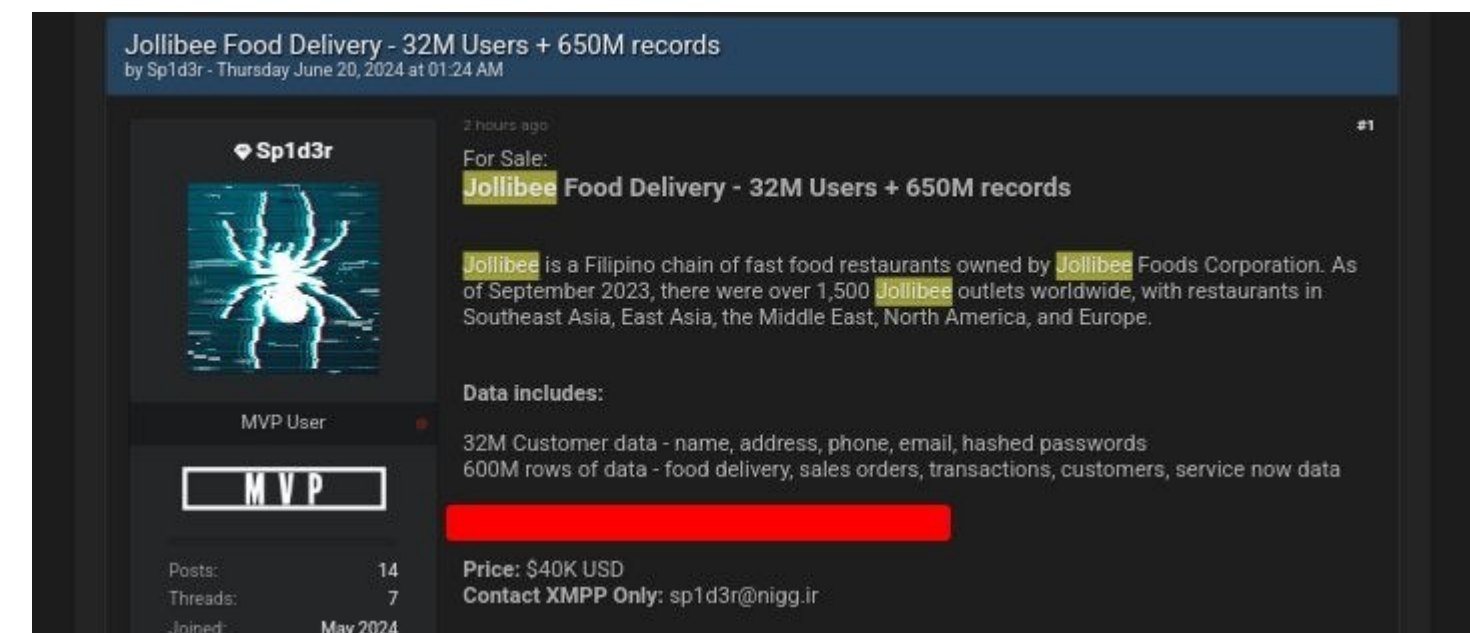 Jollibee Food Delivery - 32M Users + 650M records
by Sp1d3r - Thursday June 20, 2024 at 01:24 AM
Sp1d3r
MVP User
MVP
Posts: 14
Threads: 7
Joined: May 2024
2 hours ago
#1
For Sale:
Jollibee Food Delivery - 32M Users + 650M records
Jollibee is a Filipino chain of fast food restaurants owned by Jollibee Foods Corporation. As
of September 2023, there were over 1,500 Jollibee outlets worldwide, with restaurants in
Southeast Asia, East Asia, the Middle East, North America, and Europe.
Data includes:
32M Customer data - name, address, phone, email, hashed passwords
600M rows of data - food delivery, sales orders, transactions, customers, service now data
Price: $40K USD
Contact XMPP Only: sp1d3r@nigg.ir